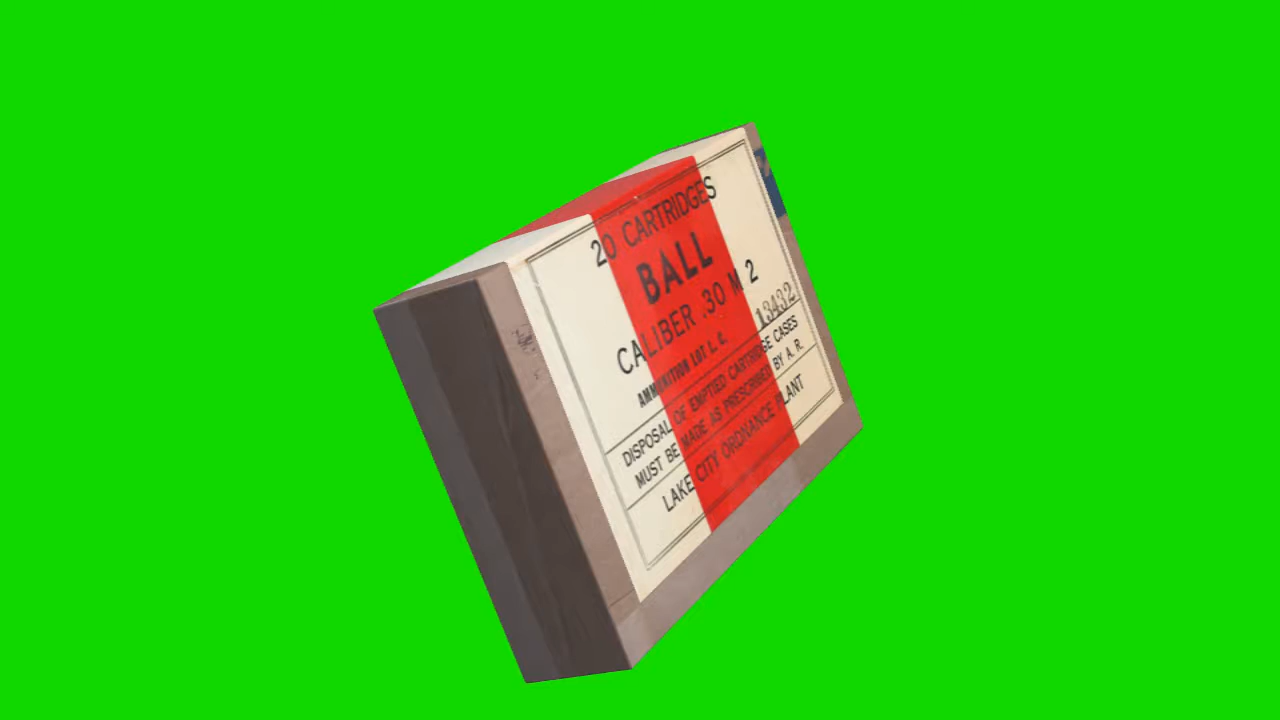 20 CARTRIDGES
BALL
CALIBER .30 M 2
AMMUNITION LOT L. C. 13432
DISPOSAL OF EMPTIED CARTRIDGE CASES
MUST BE MADE AS PRESCRIBED BY A. R.
LAKE CITY ORDNANCE PLANT